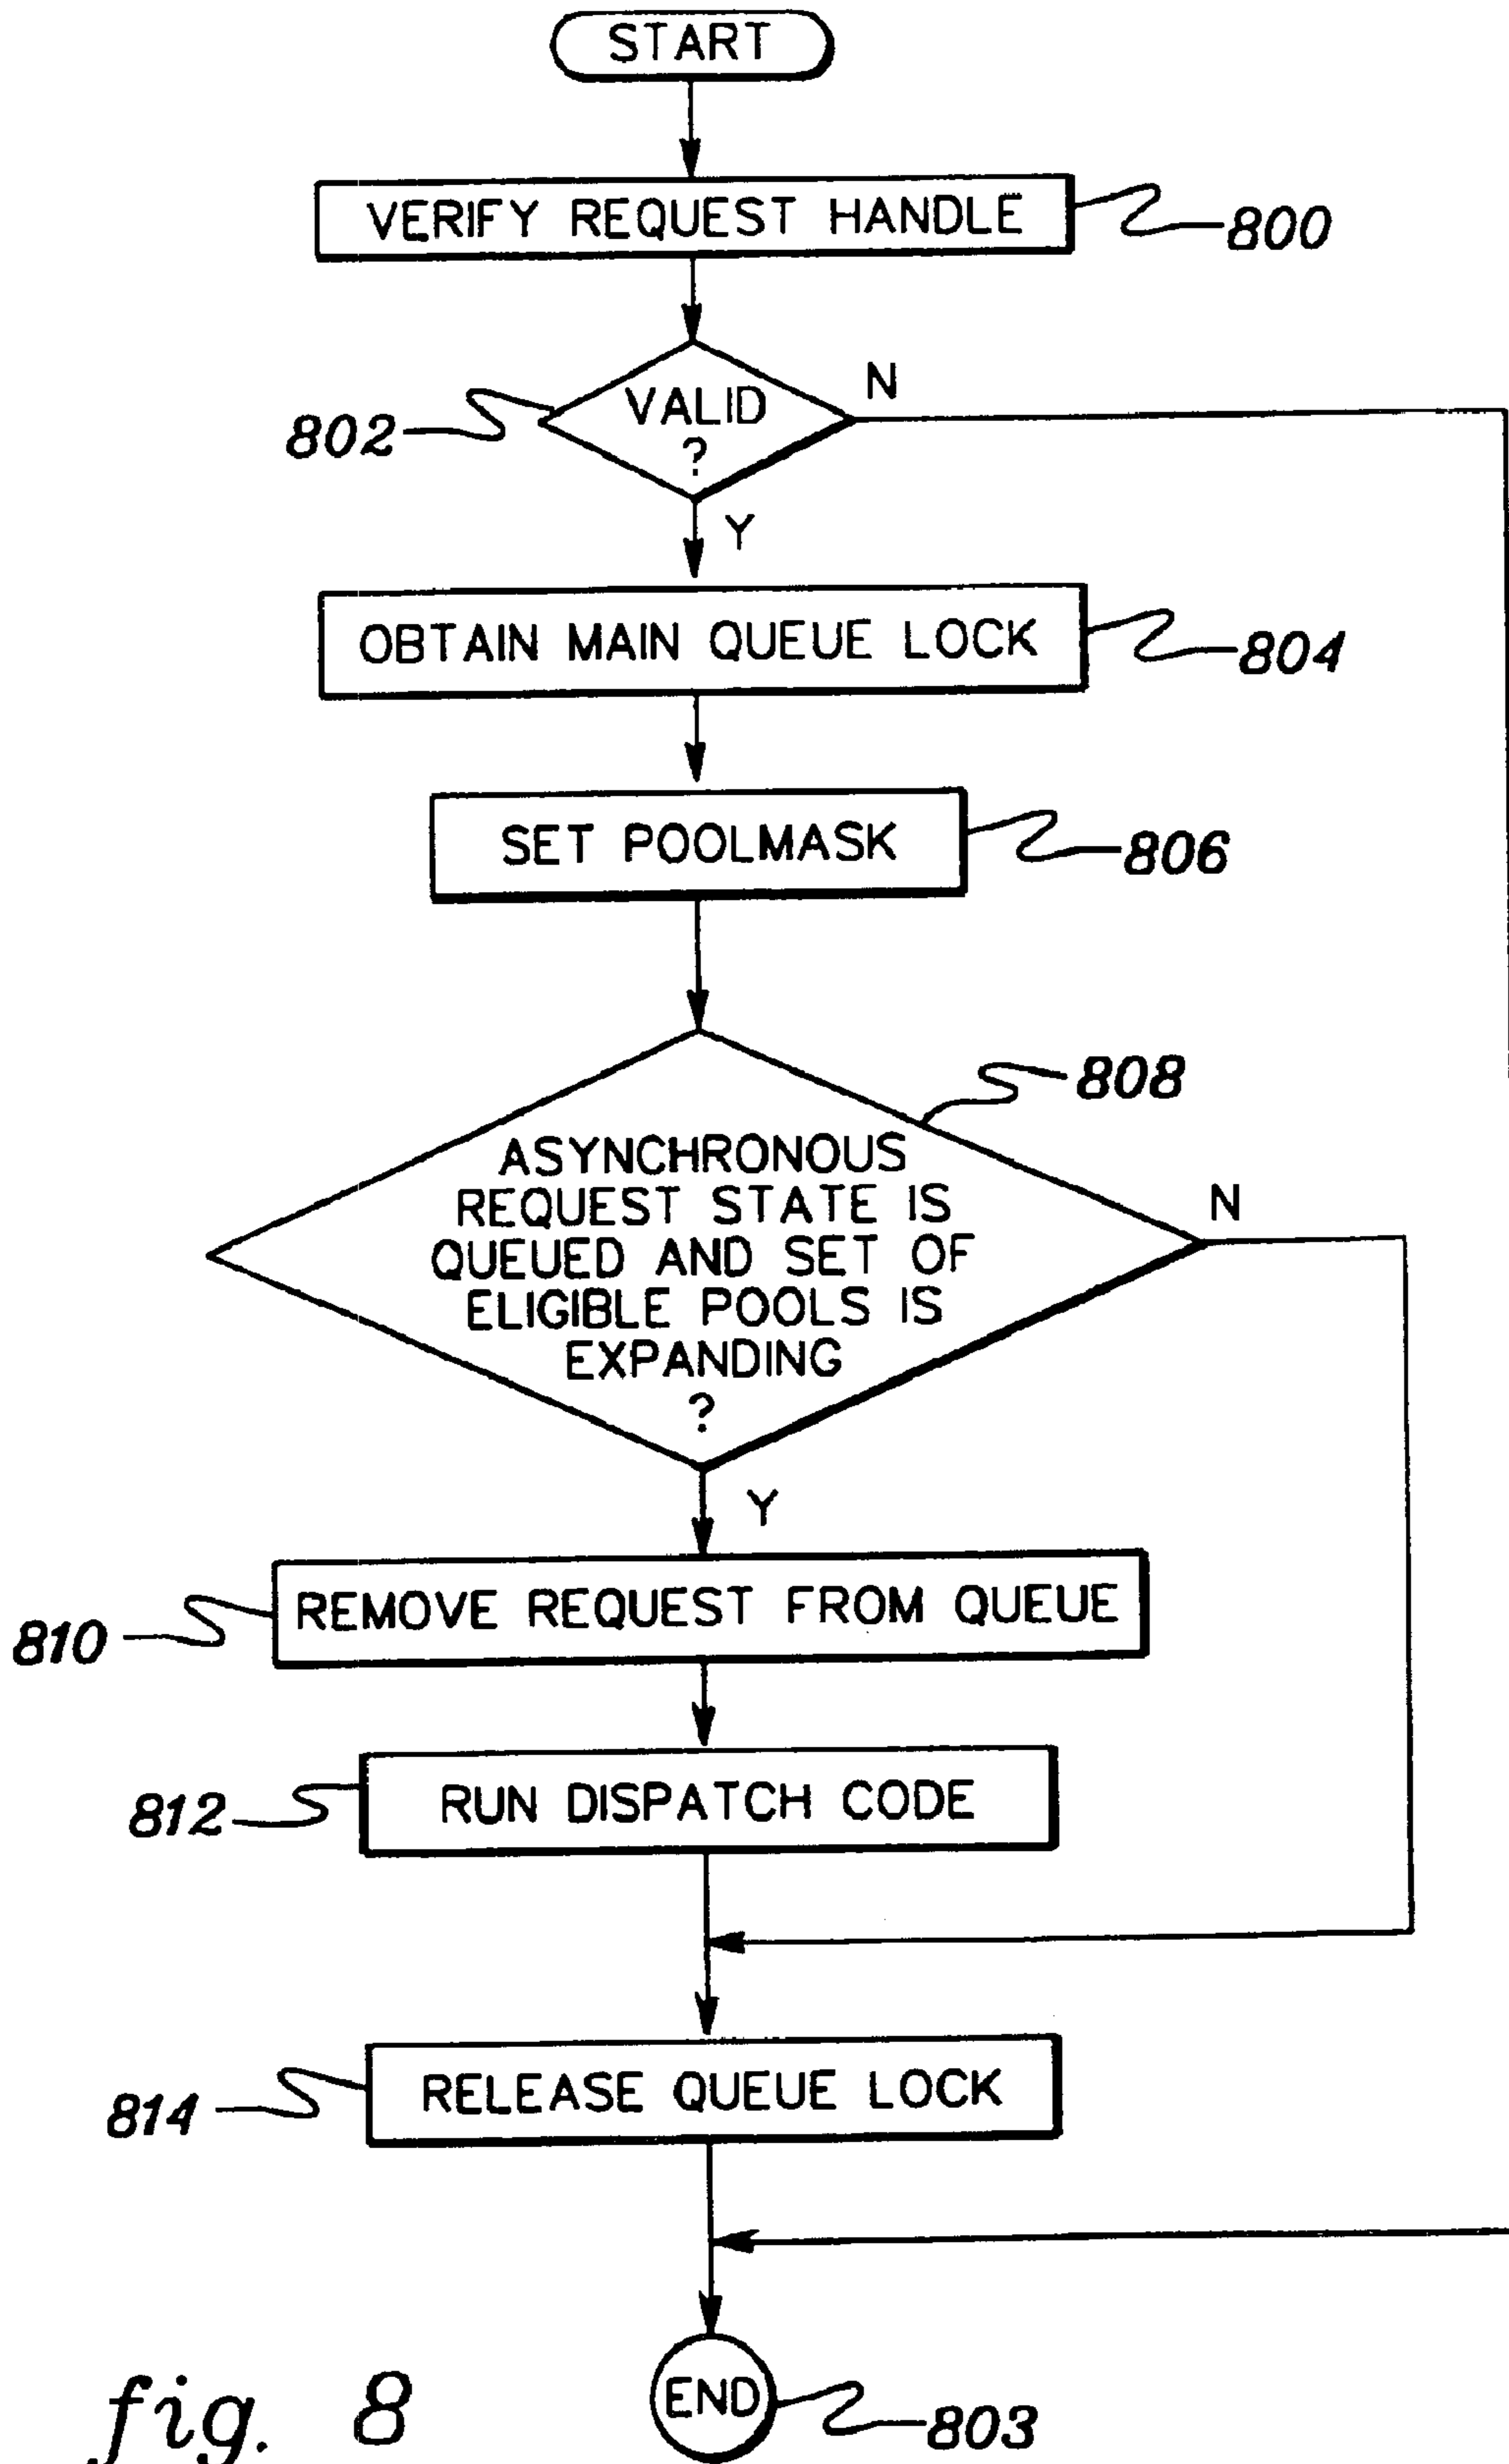 START
VERIFY REQUEST HANDLE
800
VALID
?
N
802
Y
OBTAIN MAIN QUEUE LOCK
804
SET POOLMASK
806
808
ASYNCHRONOUS
REQUEST STATE IS
QUEUED AND SET OF
ELIGIBLE POOLS IS
EXPANDING
?
N
Y
REMOVE REQUEST FROM QUEUE
810
RUN DISPATCH CODE
812
RELEASE QUEUE LOCK
814
END
803
fig. 8